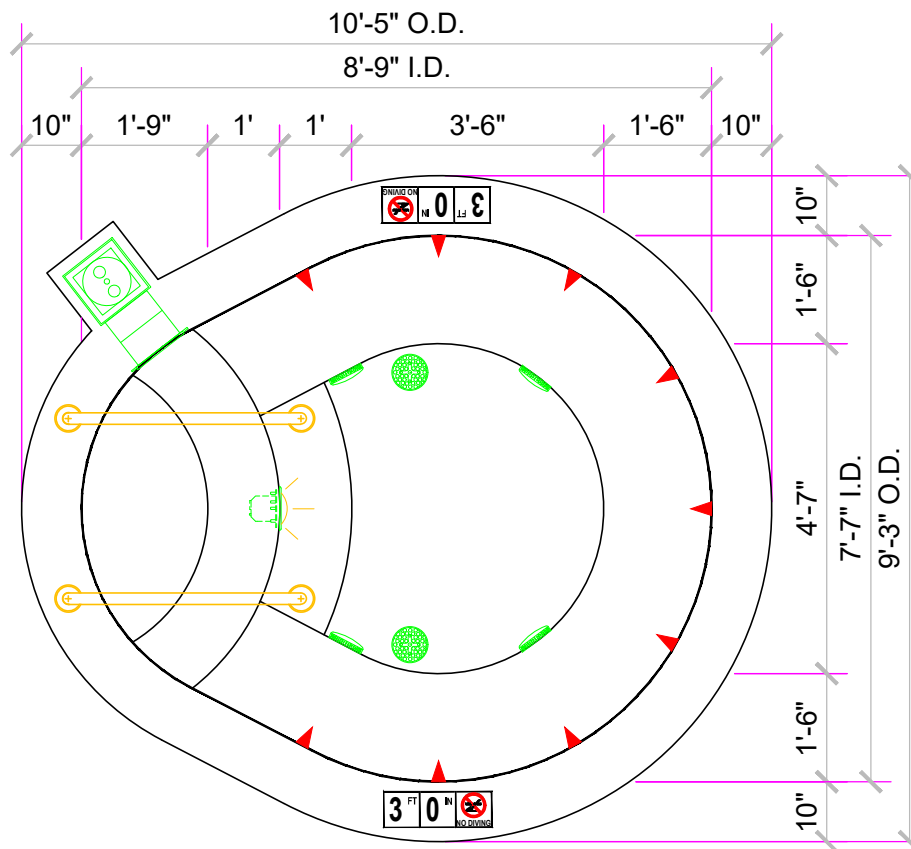 10'-5" O.D.
8'-9" I.D.
10" 1'-9" 1' 1' 3'-6" 1'-6" 10"
NO DIVING IN 0 FT 3
10"
1'-6"
4'-7"
7'-7" I.D.
9'-3" O.D.
1'-6"
10"
3 FT 0 IN NO DIVING